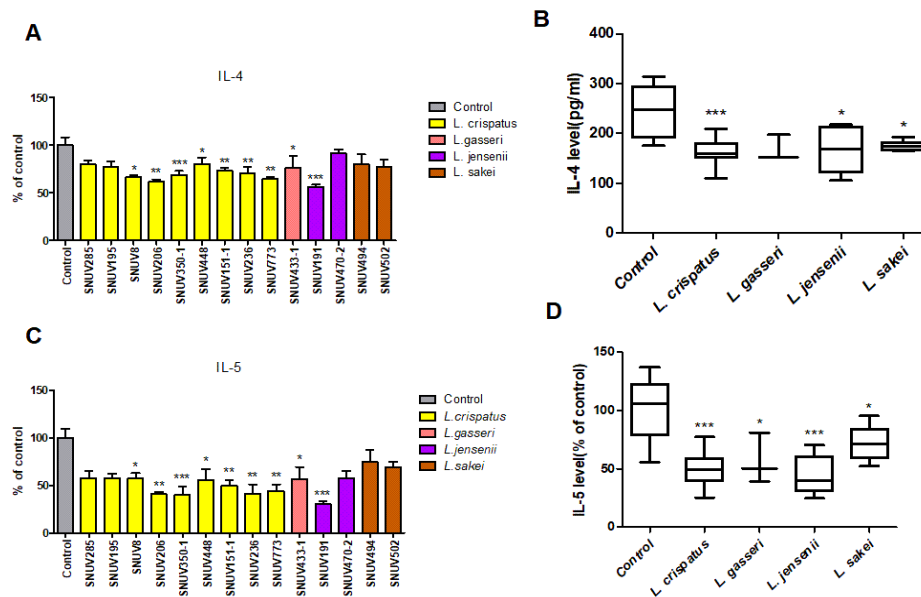 A
IL-4
% of control
150
100
50
0
* ** *** * ** ** ** * ***
Control
SNUV285
SNUV195
SNUV8
SNUV206
SNUV350-1
SNUV448
SNUV151-1
SNUV236
SNUV773
SNUV433-1
SNUV191
SNUV470-2
SNUV494
SNUV502
Control
L. crispatus
L.gasseri
L. jensenii
L. sakei
B
IL-4 level(pg/ml)
400
300
200
100
0
*** * *
Control
L. crispatus
L. gasseri
L. jensenii
L. sakei
C
IL-5
% of control
150
100
50
0
* ** *** * ** ** ** * ***
Control
SNUV285
SNUV195
SNUV8
SNUV206
SNUV350-1
SNUV448
SNUV151-1
SNUV236
SNUV773
SNUV433-1
SNUV191
SNUV470-2
SNUV494
SNUV502
Control
L.crispatus
L.gasseri
L.jensenii
L.sakei
D
IL-5 level(% of control)
150
100
50
0
*** * *** *
Control
L. crispatus
L. gasseri
L. jensenii
L. sakei